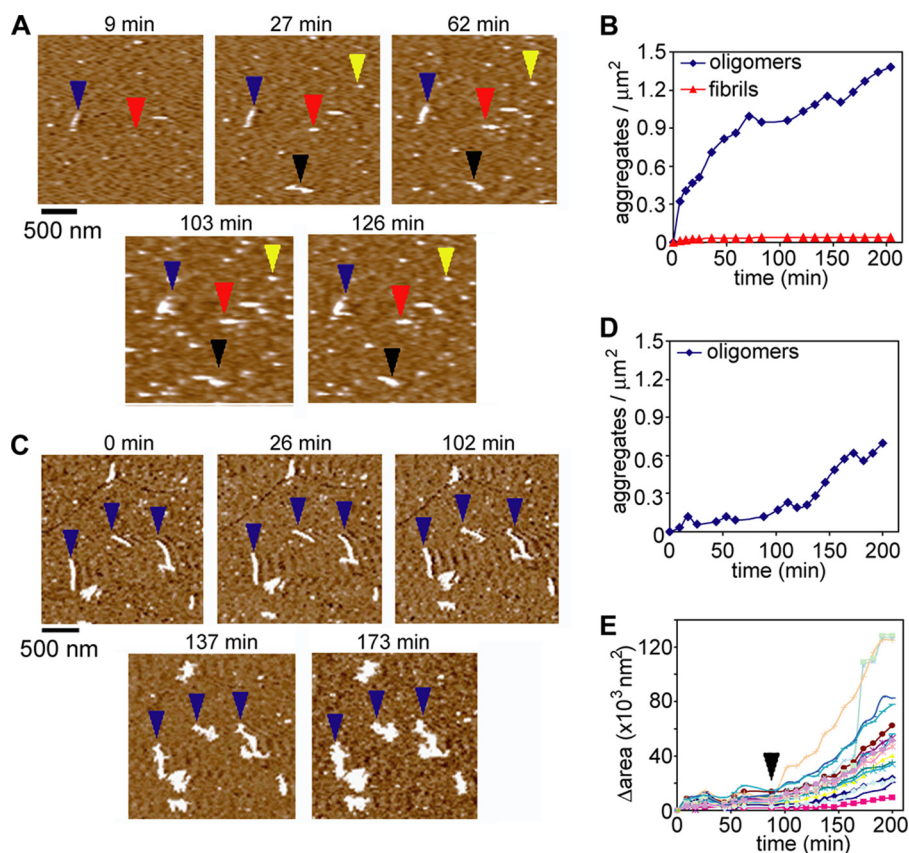 A
9 min 27 min 62 min
500 nm
103 min 126 min
B
1.5
1.2
0.9
0.6
0.3
0
0 50 100 150 200
aggregates / μm2
time (min)
oligomers
fibrils
C
0 min 26 min 102 min
500 nm
137 min 173 min
D
1.5
1.2
0.9
0.6
0.3
0
0 50 100 150 200
aggregates / μm2
time (min)
oligomers
E
120
80
40
0
0 50 100 150 200
Δarea (x103 nm2)
time (min)